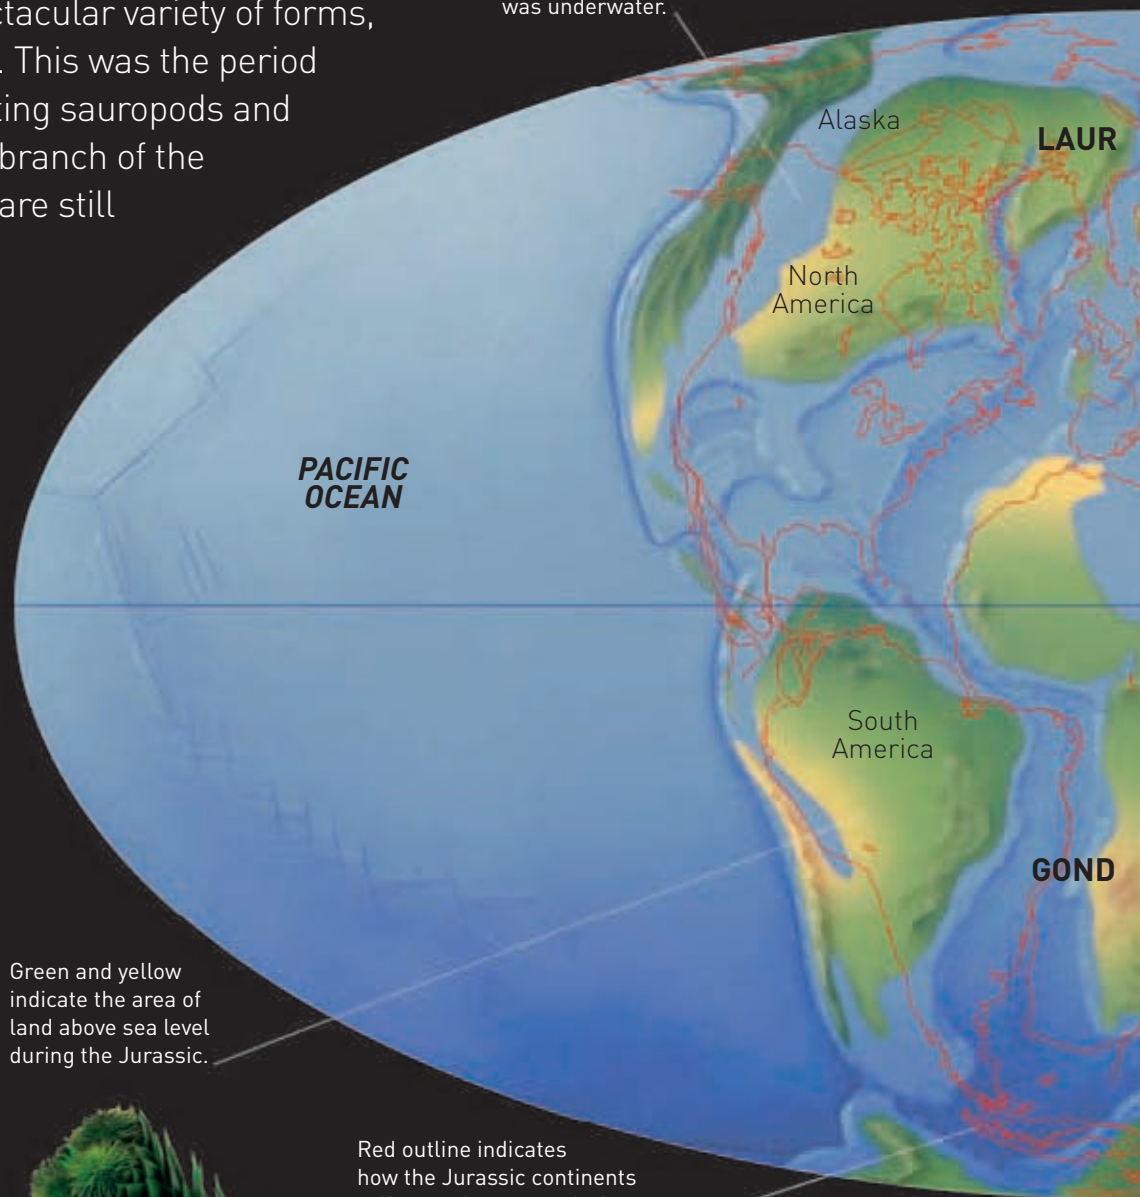 ctacular variety of forms,
. This was the period
ting sauropods and
branch of the
are still
was underwater.
Alaska
LAUR
North
America
PACIFIC
OCEAN
South
America
GOND
Green and yellow
indicate the area of
land above sea level
during the Jurassic.
Red outline indicates
how the Jurassic continents